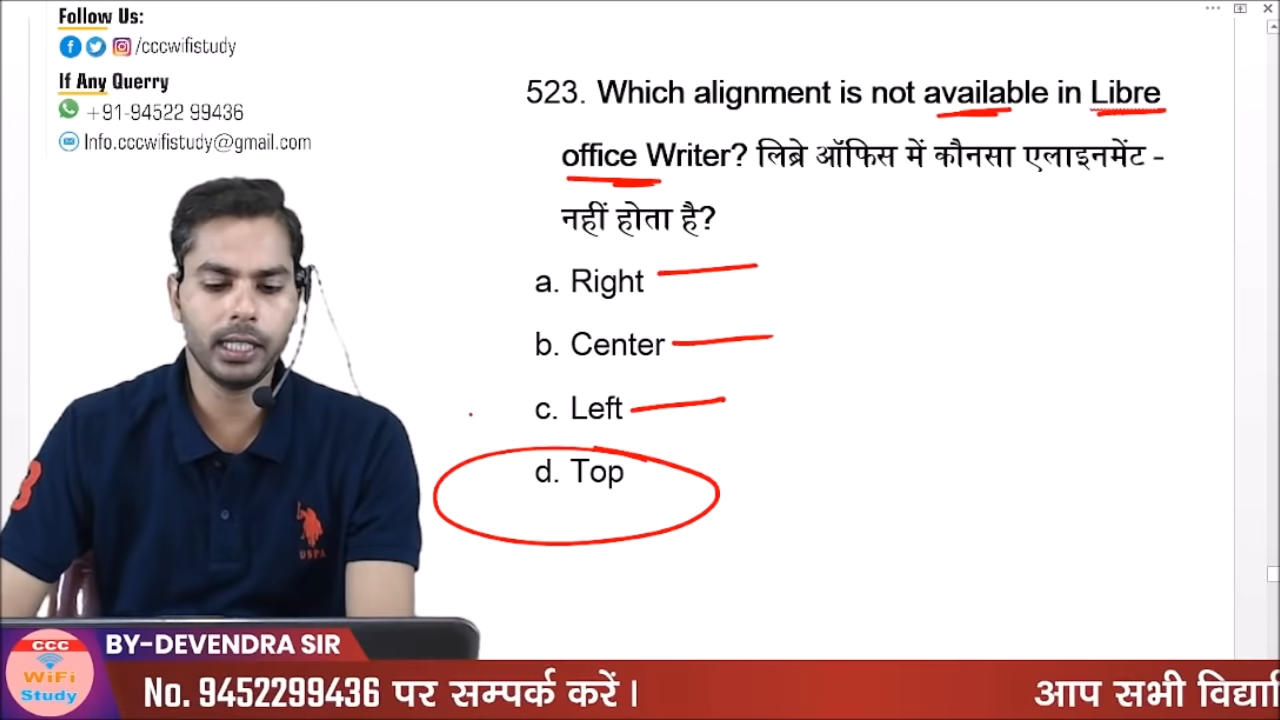 Follow Us:
/cccwifistudy
If Any Querry
+91-94522 99436
Info.cccwifistudy@gmail.com
523. Which alignment is not available in Libre
office Writer? लिब्रे ऑफिस में कौनसा एलाइनमेंट -
नहीं होता है?
a. Right
b. Center
c. Left
d. Top
3
USPA
CCC
WiFi
Study
BY-DEVENDRA SIR
No. 9452299436 पर सम्पर्क करें।
आप सभी विद्या